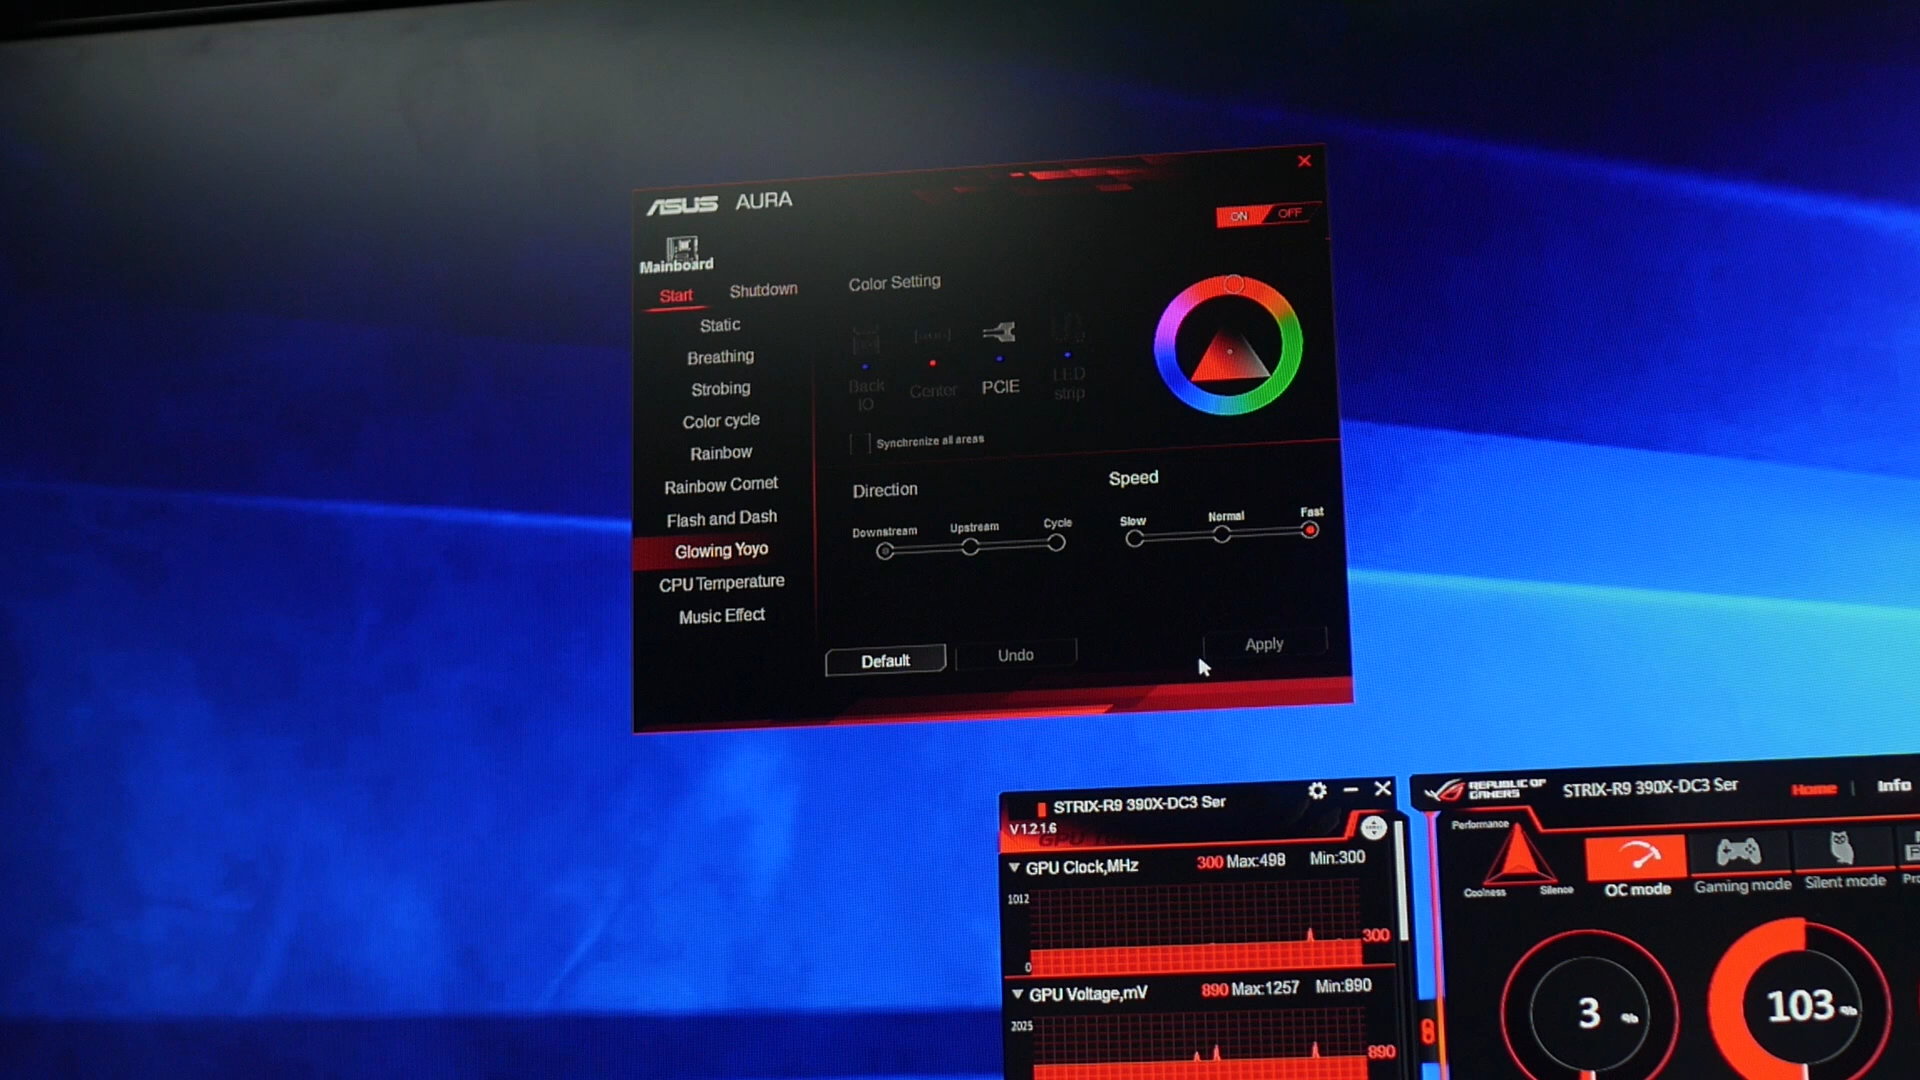 ASUS AURA
ON OFF
Mainboard
Start Shutdown
Color Setting
Static
Breathing
Strobing
Color cycle
Rainbow
Rainbow Comet
Flash and Dash
Glowing Yoyo
CPU Temperature
Music Effect
Back IO
Center
PCIE
LED strip
Synchronize all areas
Direction
Downstream Upstream Cycle
Speed
Slow Normal Fast
Default Undo Apply
STRIX-R9 390X-DC3 Ser
V1.2.1.6
GPU Clock,MHz 300 Max:498 Min:300
1012
300
0
GPU Voltage,mV 890 Max:1257 Min:890
2025
890
REPUBLIC OF
GAMERS
STRIX-R9 390X-DC3 Ser Home | Info
Performance
Coolness Silence
OC mode Gaming mode Silent mode
3 %
103 %